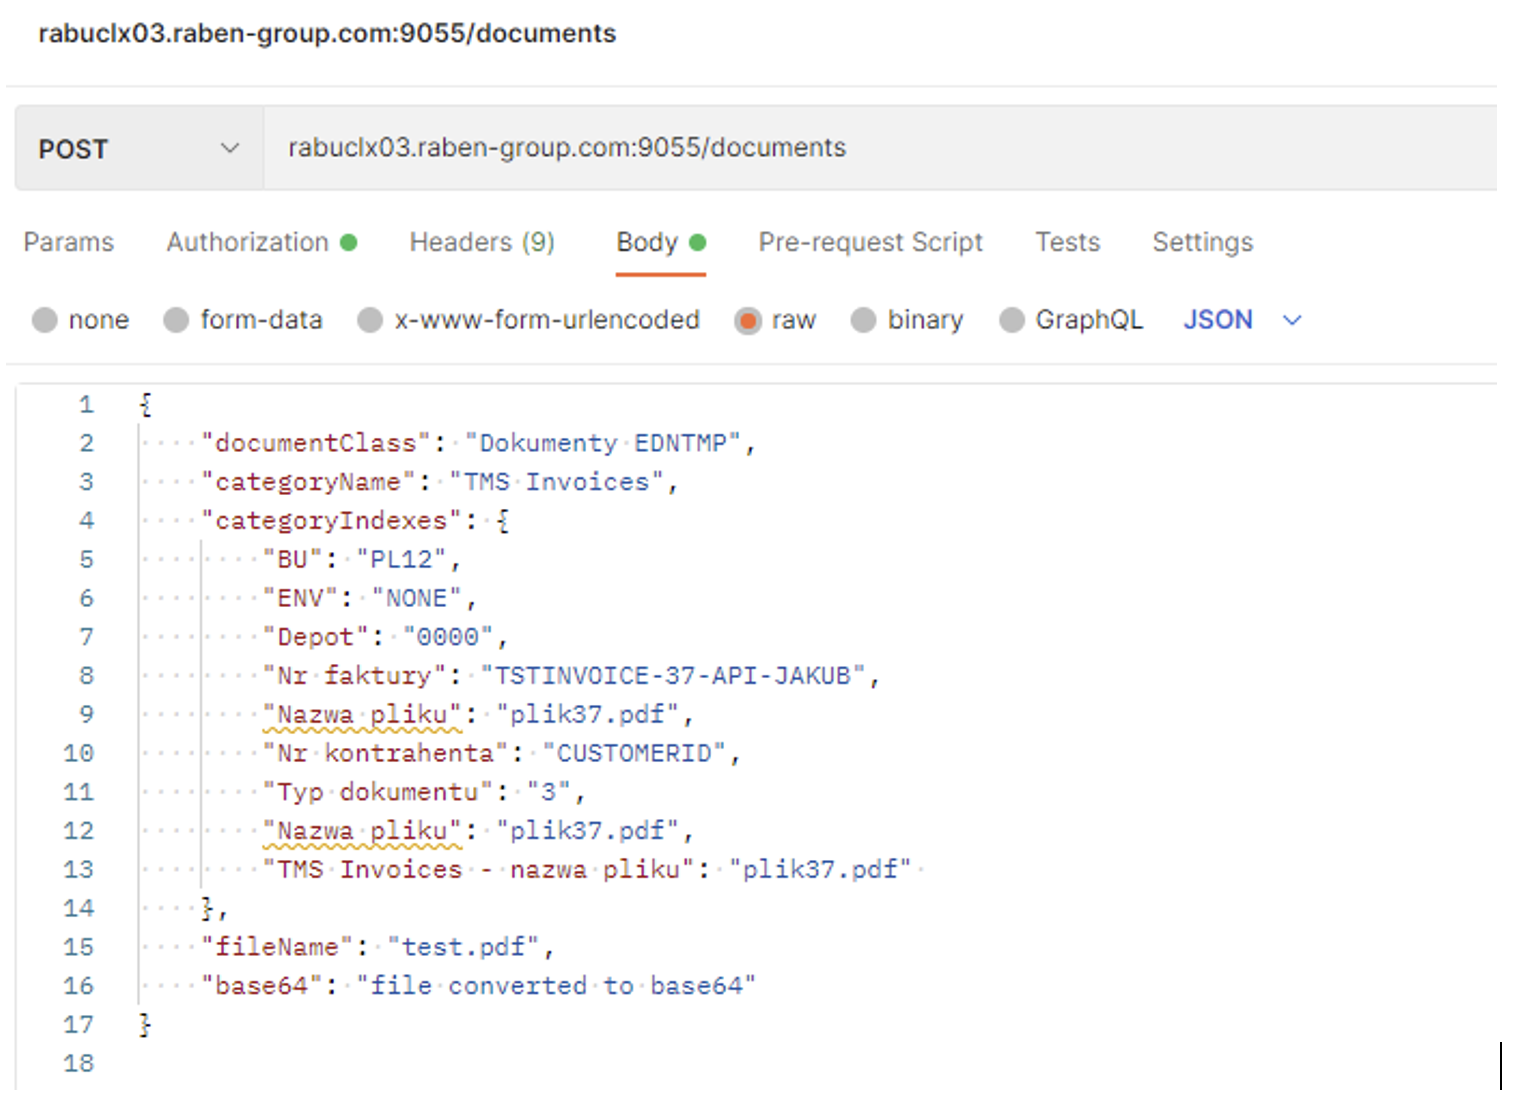 rabuclx03.raben-group.com:9055/documents
POST rabuclx03.raben-group.com:9055/documents
Params Authorization Headers (9) Body Pre-request Script Tests Settings
none form-data x-www-form-urlencoded raw binary GraphQL JSON
1 {
2 "documentClass": "Dokumenty EDNTMP",
3 "categoryName": "TMS Invoices",
4 "categoryIndexes": {
5 "BU": "PL12",
6 "ENV": "NONE",
7 "Depot": "0000",
8 "Nr faktury": "TSTINVOICE-37-API-JAKUB",
9 "Nazwa pliku": "plik37.pdf",
10 "Nr kontrahenta": "CUSTOMERID",
11 "Typ dokumentu": "3",
12 "Nazwa pliku": "plik37.pdf",
13 "TMS Invoices - nazwa pliku": "plik37.pdf"
14 },
15 "fileName": "test.pdf",
16 "base64": "file converted to base64"
17 }
18